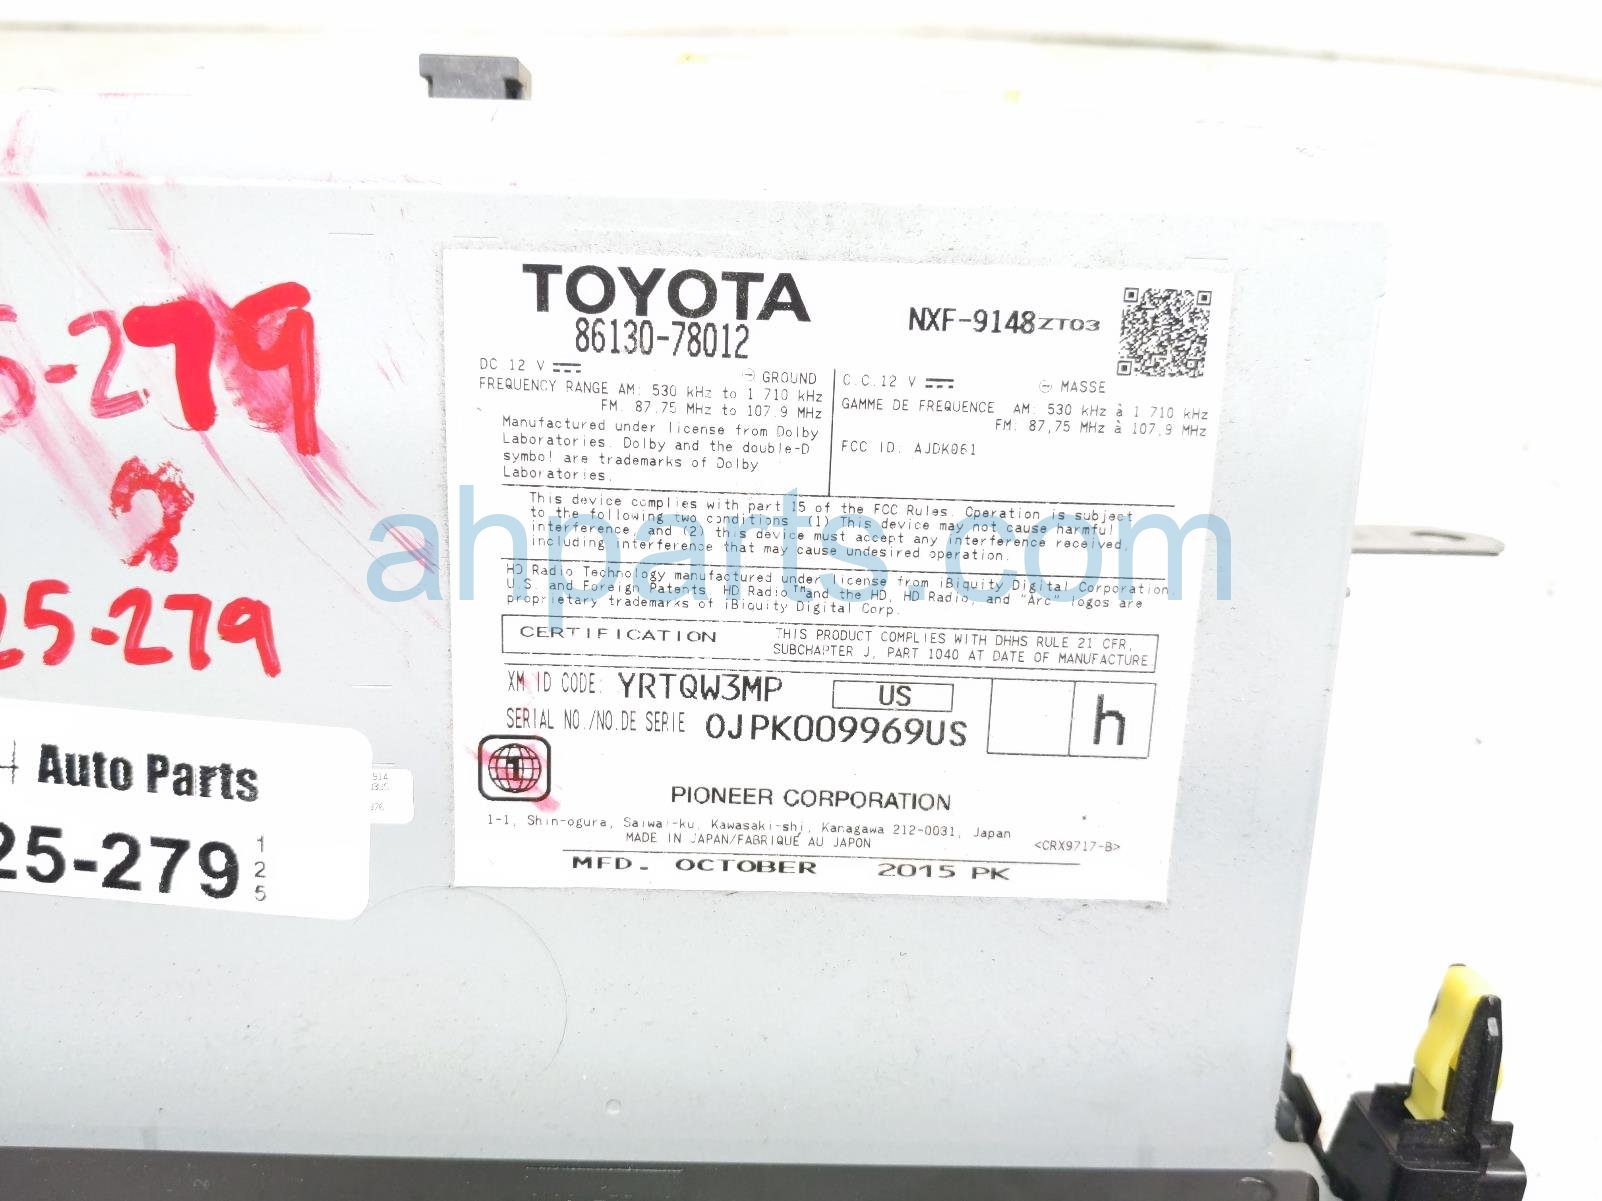 5-279
2
25-279
Auto Parts
25-279
1
2
5
TOYOTA
86130-78012
NXF-9148 ZT03
DC 12 V
GROUND
FREQUENCY RANGE AM: 530 kHz to 1 710 kHz
FM: 87,75 MHz to 107,9 MHz
Manufactured under license from Dolby
Laboratories. Dolby and the double-D
symbol are trademarks of Dolby
Laboratories.
C.C.12 V
MASSE
GAMME DE FREQUENCE AM: 530 kHz à 1 710 kHz
FM: 87,75 MHz à 107,9 MHz
FCC ID: AJDK061
This device complies with part 15 of the FCC Rules. Operation is subject
to the following two conditions (1) This device may not cause harmful
interference, and (2) this device must accept any interference received,
including interference that may cause undesired operation.
HD Radio Technology manufactured under license from iBiquity Digital Corporation.
U.S. and Foreign Patents. HD Radio™ and the HD, HD Radio, and "Arc" logos are
proprietary trademarks of iBiquity Digital Corp.
CERTIFICATION
THIS PRODUCT COMPLIES WITH DHHS RULE 21 CFR,
SUBCHAPTER J, PART 1040 AT DATE OF MANUFACTURE.
XM ID CODE: YRTQW3MP
US
SERIAL NO./NO.DE SERIE 0JPK009969US
h
1
PIONEER CORPORATION
1-1, Shin-ogura, Saiwai-ku, Kawasaki-shi, Kanagawa 212-0031, Japan
MADE IN JAPAN/FABRIQUÉ AU JAPON
<CRX9717-B>
MFD. OCTOBER 2015 PK
ahparts.com